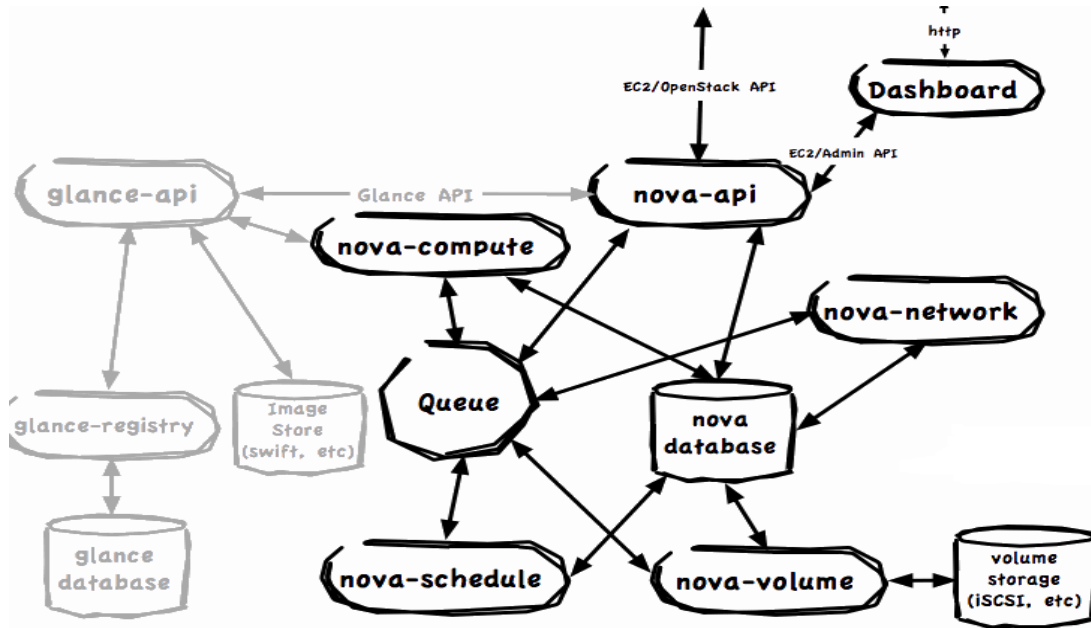 http
Dashboard
EC2/OpenStack API
EC2/Admin API
glance-api
Glance API
nova-api
nova-compute
nova-network
Queue
nova
database
glance-registry
Image
Store
(swift, etc)
glance
database
nova-schedule
nova-volume
volume
storage
(iSCSI, etc)